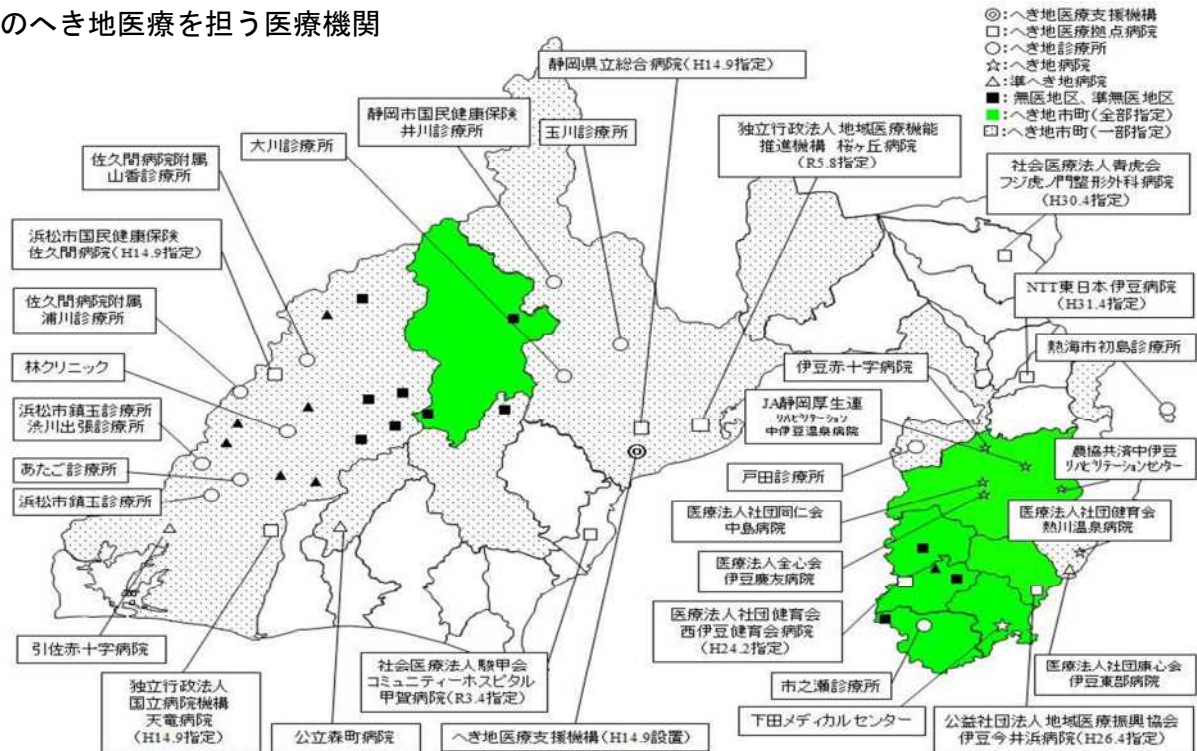 のへき地医療を担う医療機関
◎:へき地医療支援機構
□:へき地医療拠点病院
○:へき地診療所
☆:へき地病院
△:準へき地病院
■:無医地区、準無医地区
■:へき地市町(全部指定)
□:へき地市町(一部指定)
静岡県立総合病院(H14.9指定)
静岡市国民健康保険
井川診療所
玉川診療所
大川診療所
独立行政法人地域医療機能
推進機構 桜ヶ丘病院
(R5.8指定)
社会医療法人青虎会
フジ虎ノ門整形外科病院
(H30.4指定)
佐久間病院附属
山香診療所
浜松市国民健康保険
佐久間病院(H14.9指定)
NTT東日本伊豆病院
(H31.4指定)
佐久間病院附属
浦川診療所
熱海市初島診療所
伊豆赤十字病院
林クリニック
JA静岡厚生連
リハビリテーション
中伊豆温泉病院
浜松市鎮玉診療所
渋川出張診療所
農協共済中伊豆
リハビリテーションセンター
あたご診療所
戸田診療所
浜松市鎮玉診療所
医療法人社団同仁会
中島病院
医療法人社団健育会
熱川温泉病院
医療法人全心会
伊豆慶友病院
医療法人社団健育会
西伊豆健育会病院
(H24.2指定)
引佐赤十字病院
社会医療法人駿甲会
コミュニティーホスピタル
甲賀病院(R3.4指定)
医療法人社団康心会
伊豆東部病院
独立行政法人
国立病院機構
天竜病院
(H14.9指定)
市之瀬診療所
公立森町病院
へき地医療支援機構(H14.9設置)
下田メディカルセンター
公益社団法人地域医療振興協会
伊豆今井浜病院(H26.4指定)